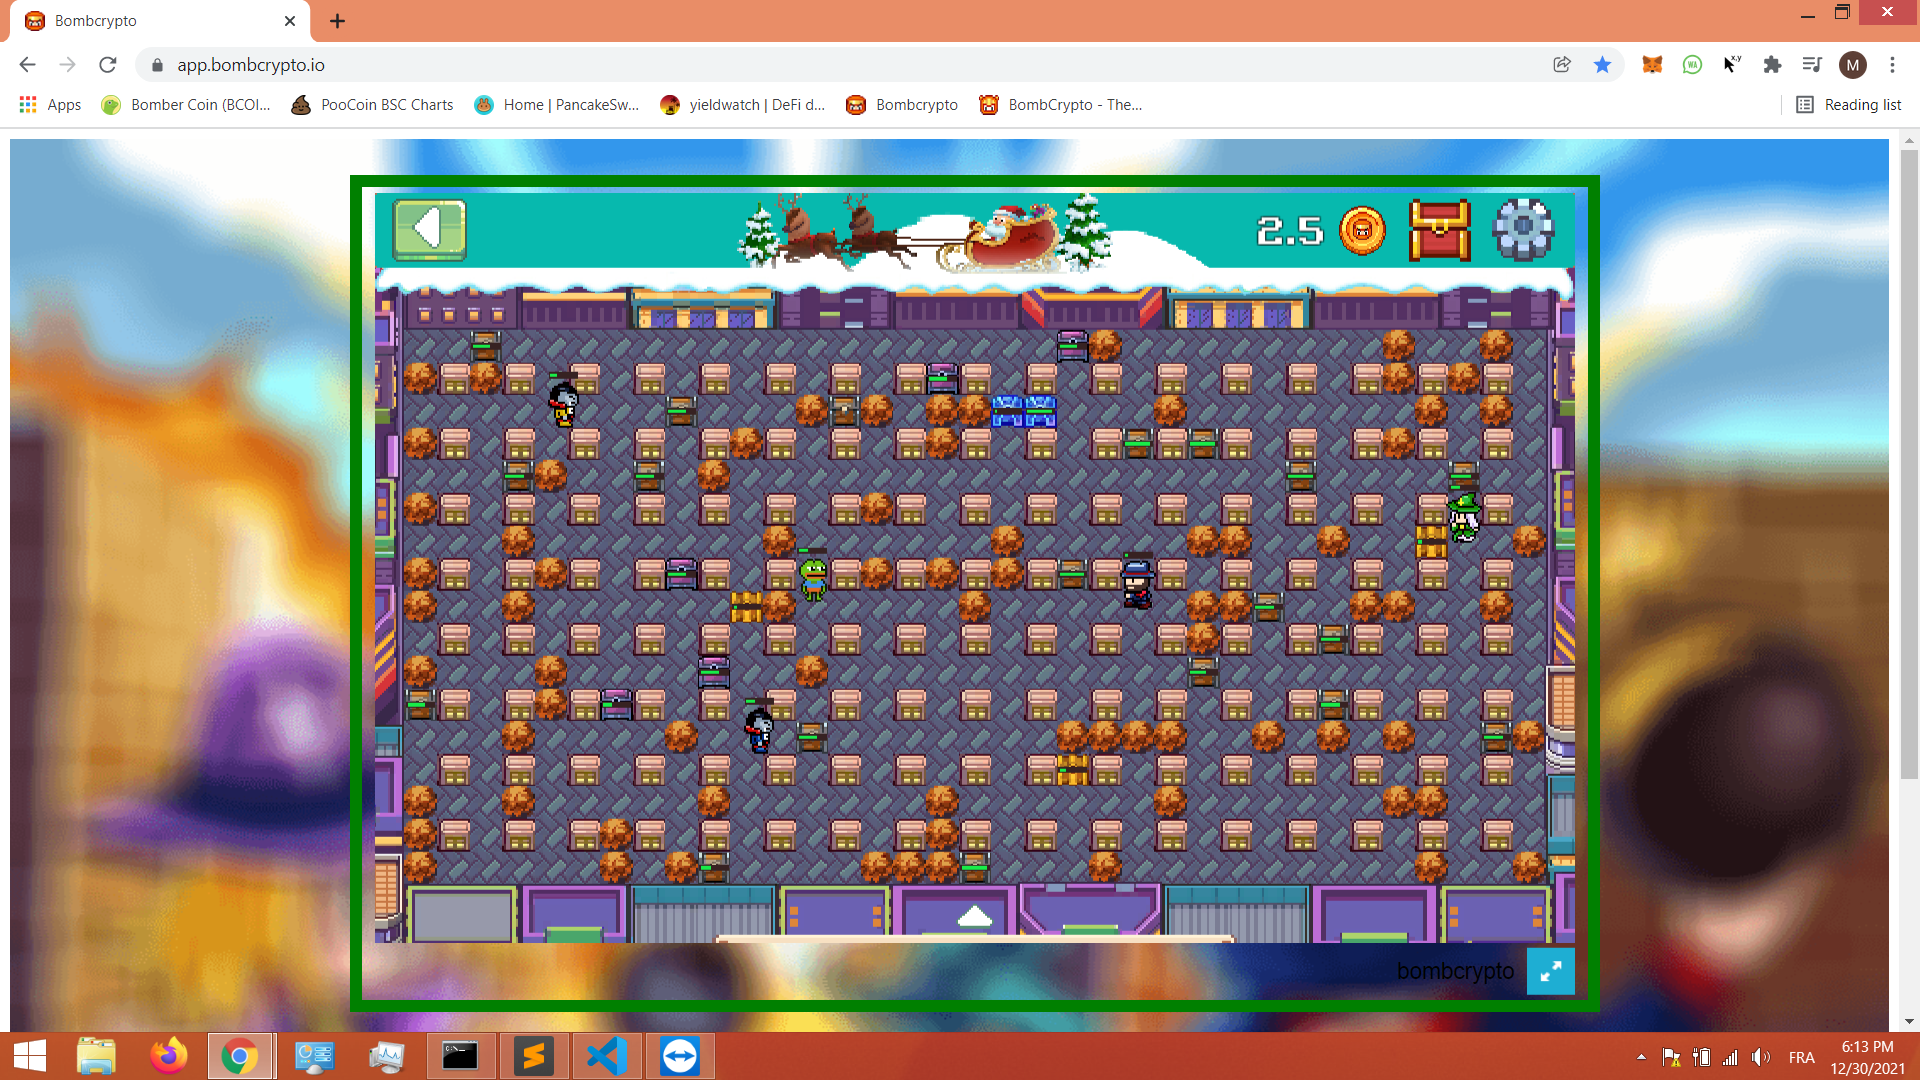 Bombcrypto
app.bombcrypto.io
M
Apps
Bomber Coin (BCOI...
PooCoin BSC Charts
Home | PancakeSw...
yieldwatch | DeFi d...
Bombcrypto
BombCrypto - The...
Reading list
2.5
bombcrypto
FRA
6:13 PM
12/30/2021